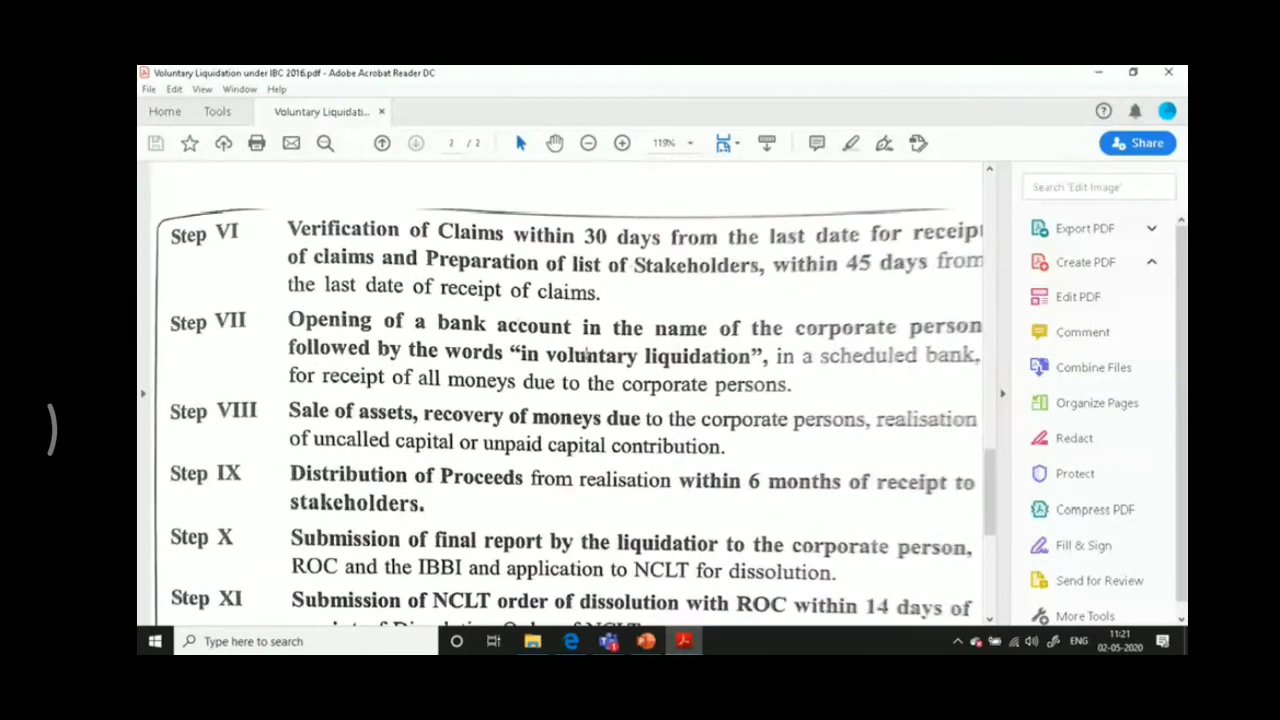 Voluntary Liquidation under IBC 2016.pdf - Adobe Acrobat Reader DC
File Edit View Window Help
Home Tools Voluntary Liquidati... ×
2 / 2 119% Share
Search 'Edit Image'
Step VI Verification of Claims within 30 days from the last date for receip
of claims and Preparation of list of Stakeholders, within 45 days from
the last date of receipt of claims.
Step VII Opening of a bank account in the name of the corporate person
followed by the words “in voluntary liquidation”, in a scheduled bank,
for receipt of all moneys due to the corporate persons.
Step VIII Sale of assets, recovery of moneys due to the corporate persons, realisation
of uncalled capital or unpaid capital contribution.
Step IX Distribution of Proceeds from realisation within 6 months of receipt to
stakeholders.
Step X Submission of final report by the liquidatior to the corporate person,
ROC and the IBBI and application to NCLT for dissolution.
Step XI Submission of NCLT order of dissolution with ROC within 14 days of
Export PDF
Create PDF
Edit PDF
Comment
Combine Files
Organize Pages
Redact
Protect
Compress PDF
Fill & Sign
Send for Review
More Tools
Type here to search
ENG
11:21
02-05-2020